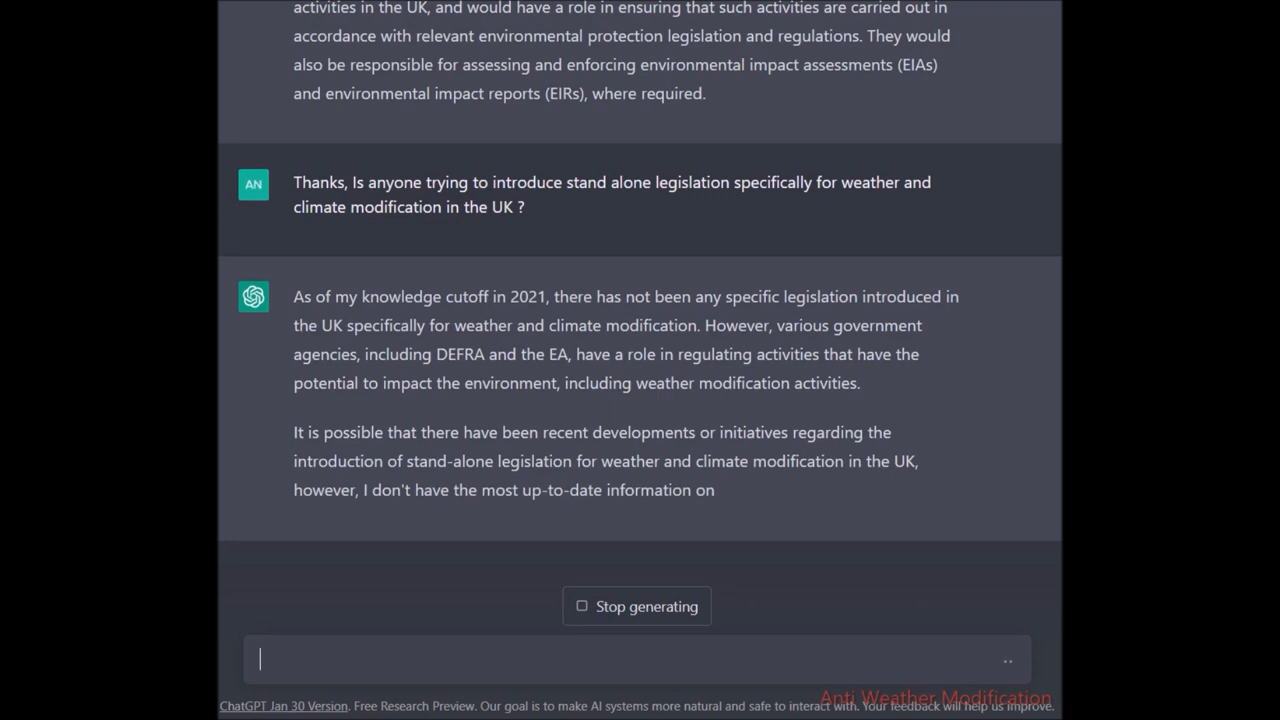 activities in the UK, and would have a role in ensuring that such activities are carried out in
accordance with relevant environmental protection legislation and regulations. They would
also be responsible for assessing and enforcing environmental impact assessments (EIAs)
and environmental impact reports (EIRs), where required.
AN
Thanks, Is anyone trying to introduce stand alone legislation specifically for weather and
climate modification in the UK ?
As of my knowledge cutoff in 2021, there has not been any specific legislation introduced in
the UK specifically for weather and climate modification. However, various government
agencies, including DEFRA and the EA, have a role in regulating activities that have the
potential to impact the environment, including weather modification activities.
It is possible that there have been recent developments or initiatives regarding the
introduction of stand-alone legislation for weather and climate modification in the UK,
however, I don't have the most up-to-date information on
Stop generating
Anti Weather Modification
ChatGPT Jan 30 Version. Free Research Preview. Our goal is to make AI systems more natural and safe to interact with. Your feedback will help us improve.